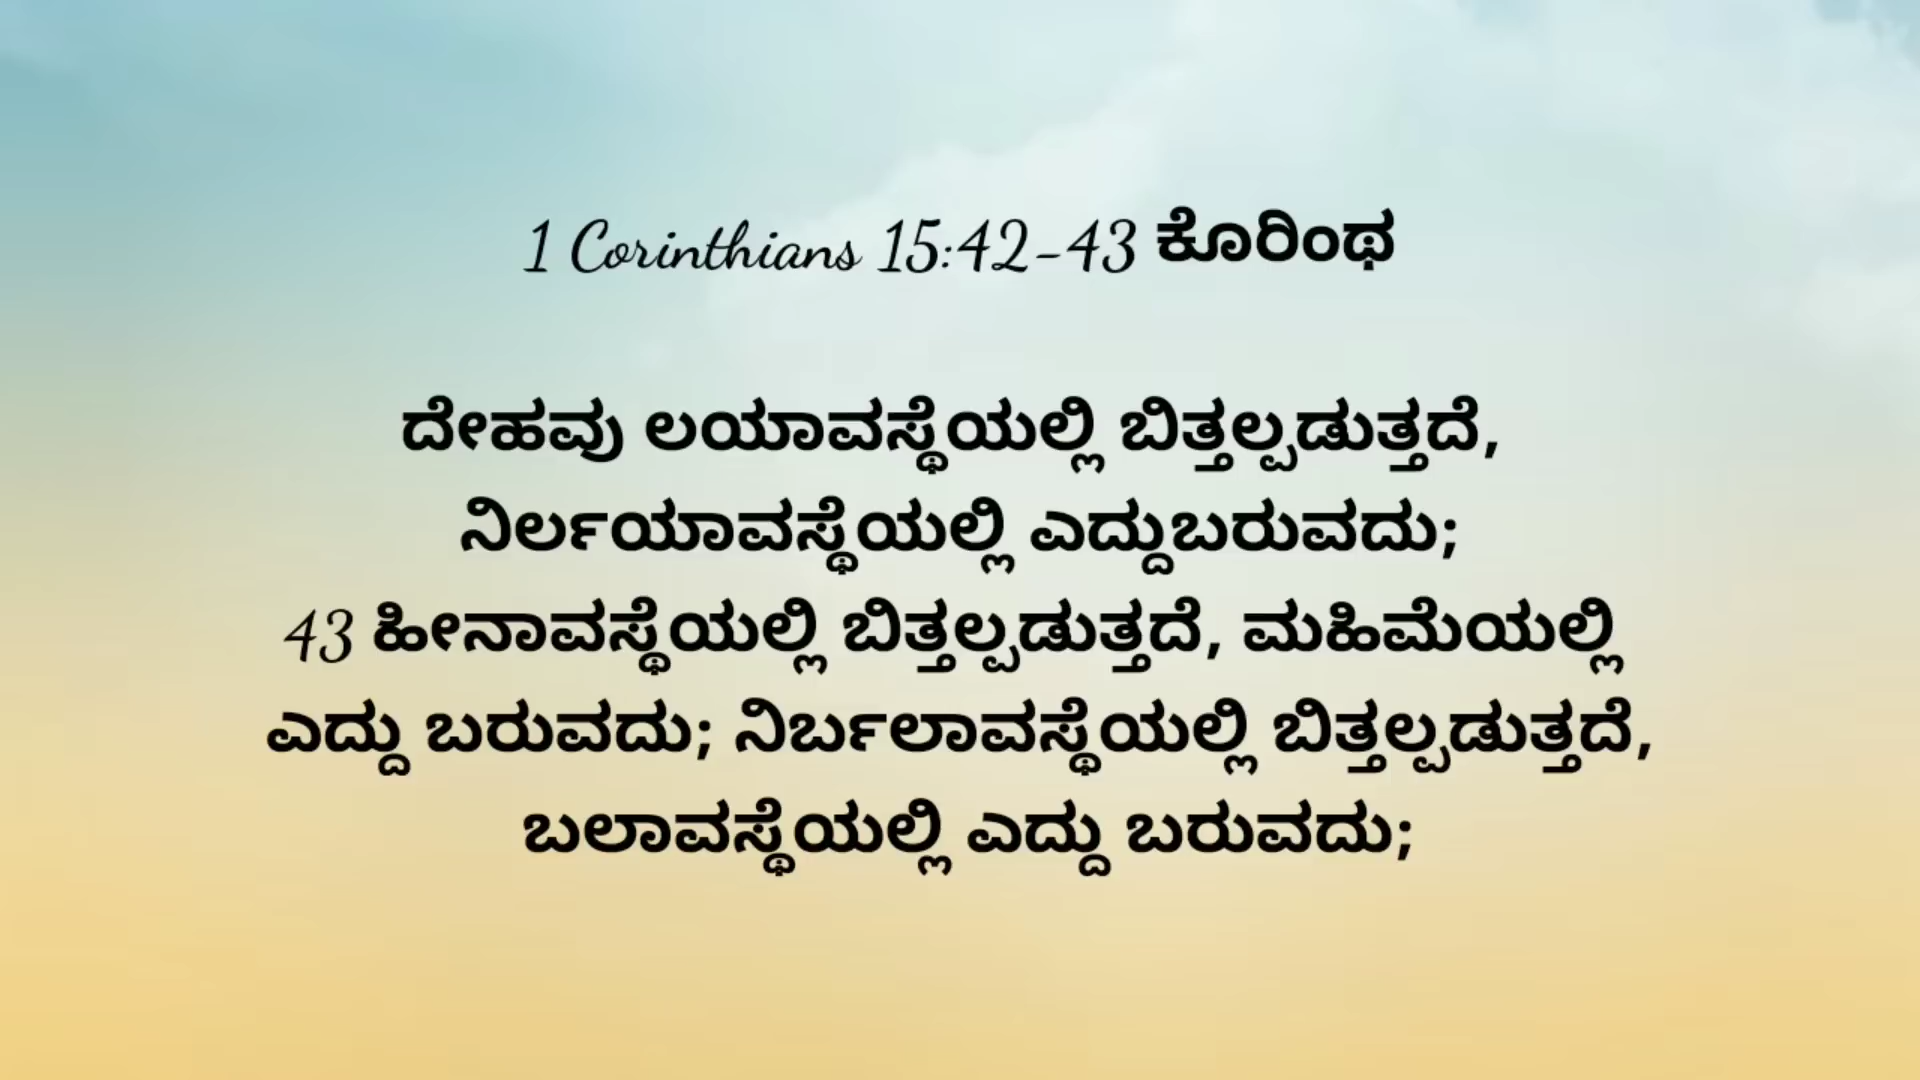 1 Corinthians 15:42-43 ಕೊರಿಂಥ
ದೇಹವು ಲಯಾವಸ್ಥೆಯಲ್ಲಿ ಬಿತ್ತಲ್ಪಡುತ್ತದೆ,
ನಿರ್ಲಯಾವಸ್ಥೆಯಲ್ಲಿ ಎದ್ದುಬರುವದು;
43 ಹೀನಾವಸ್ಥೆಯಲ್ಲಿ ಬಿತ್ತಲ್ಪಡುತ್ತದೆ, ಮಹಿಮೆಯಲ್ಲಿ
ಎದ್ದು ಬರುವದು; ನಿರ್ಬಲಾವಸ್ಥೆಯಲ್ಲಿ ಬಿತ್ತಲ್ಪಡುತ್ತದೆ,
ಬಲಾವಸ್ಥೆಯಲ್ಲಿ ಎದ್ದು ಬರುವದು;